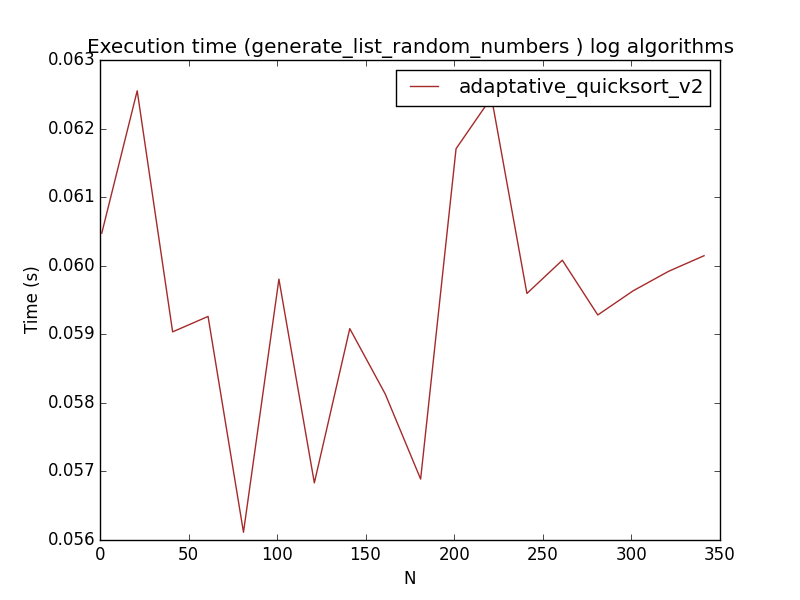 Execution time (generate_list_random_numbers ) log algorithms
adaptative_quicksort_v2
0.063
0.062
0.061
0.060
0.059
0.058
0.057
0.056
Time (s)
0 50 100 150 200 250 300 350
N